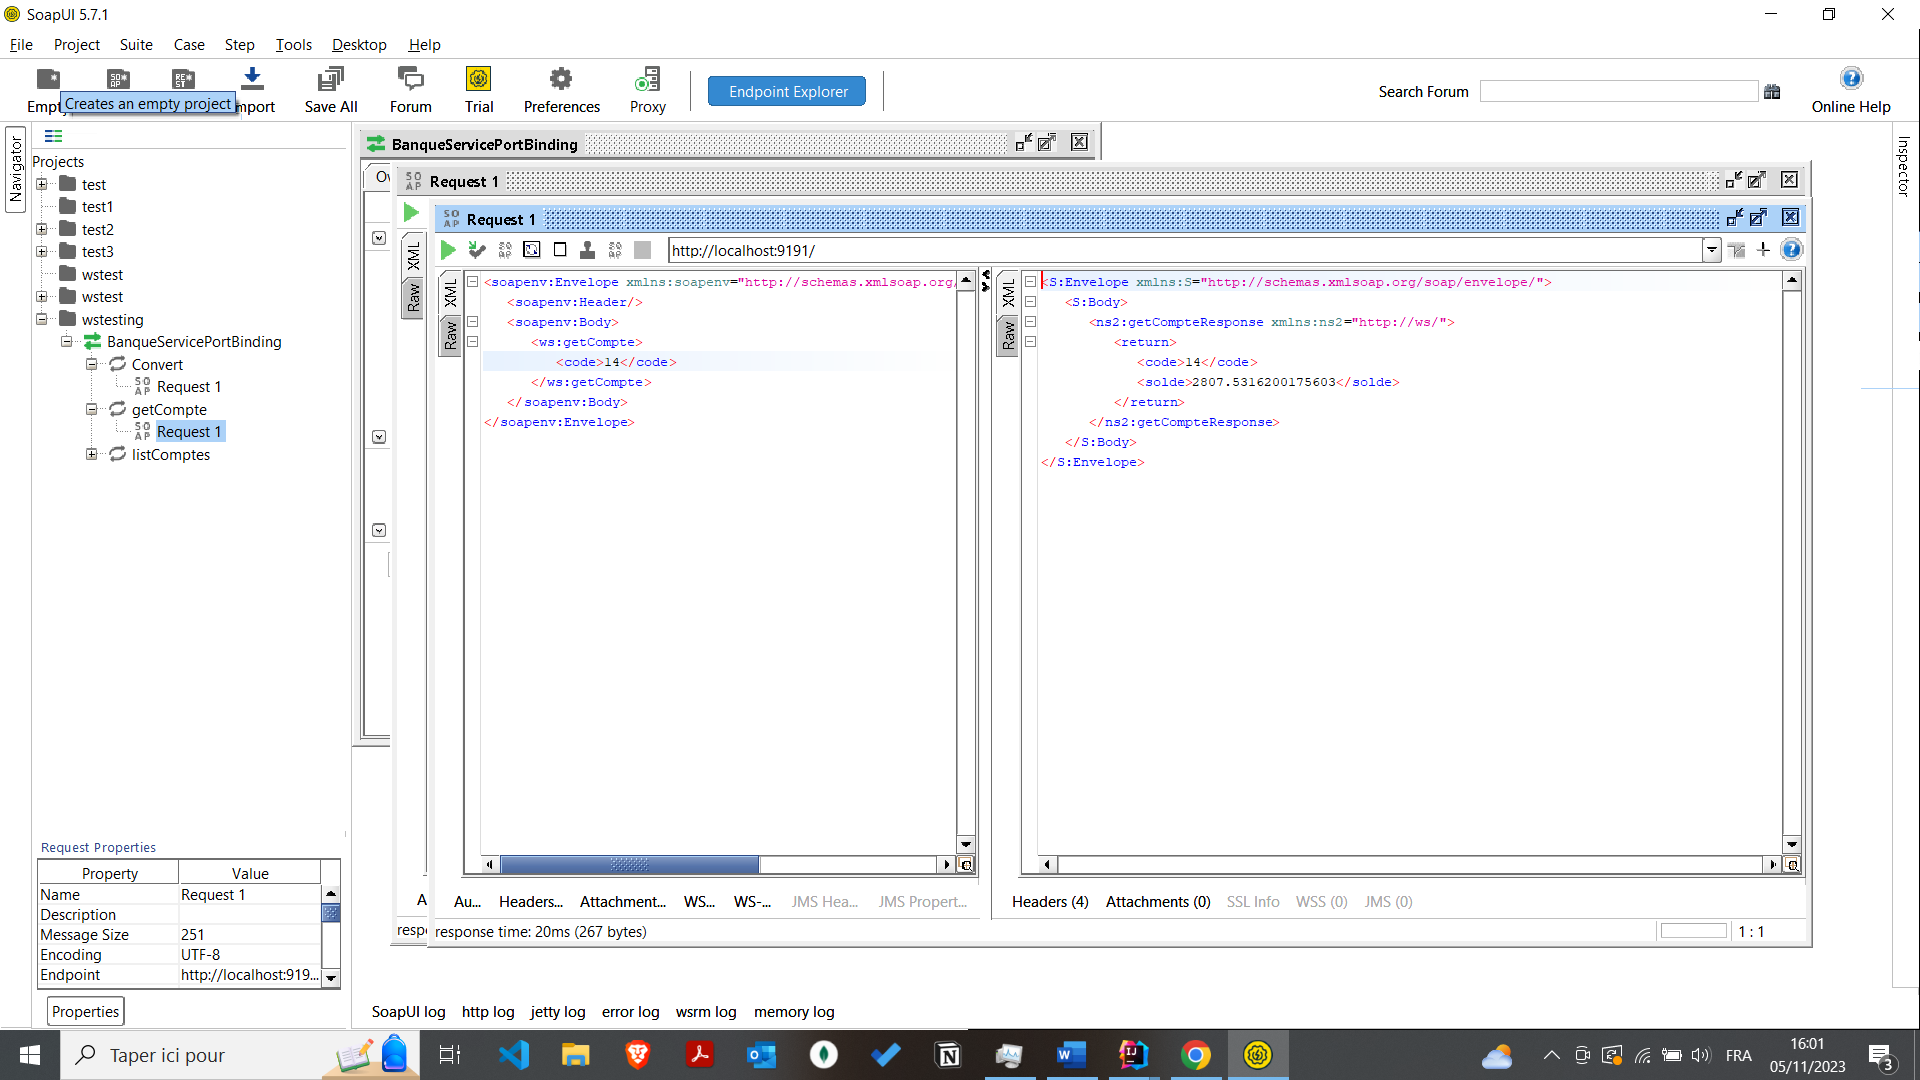 SoapUI 5.7.1
File Project Suite Case Step Tools Desktop Help
Creates an empty project
Save All Forum Trial Preferences Proxy Endpoint Explorer Search Forum Online Help
Navigator
Inspector
Projects
test
test1
test2
test3
wstest
wstest
wstesting
BanqueServicePortBinding
Convert
Request 1
getCompte
Request 1
listComptes
BanqueServicePortBinding
Request 1
XML
Raw
Request 1
http://localhost:9191/
XML
Raw
<soapenv:Envelope xmlns:soapenv="http://schemas.xmlsoap.org/
<soapenv:Header/>
<soapenv:Body>
<ws:getCompte>
<code>14</code>
</ws:getCompte>
</soapenv:Body>
</soapenv:Envelope>
XML
Raw
<S:Envelope xmlns:S="http://schemas.xmlsoap.org/soap/envelope/">
<S:Body>
<ns2:getCompteResponse xmlns:ns2="http://ws/">
<return>
<code>14</code>
<solde>2807.5316200175603</solde>
</return>
</ns2:getCompteResponse>
</S:Body>
</S:Envelope>
Au... Headers... Attachment... WS... WS-... JMS Hea... JMS Propert...
Headers (4) Attachments (0) SSL Info WSS (0) JMS (0)
response time: 20ms (267 bytes)
1 : 1
Request Properties
Property Value
Name Request 1
Description
Message Size 251
Encoding UTF-8
Endpoint http://localhost:919...
Properties
SoapUI log http log jetty log error log wsrm log memory log
Taper ici pour
FRA
16:01
05/11/2023
3